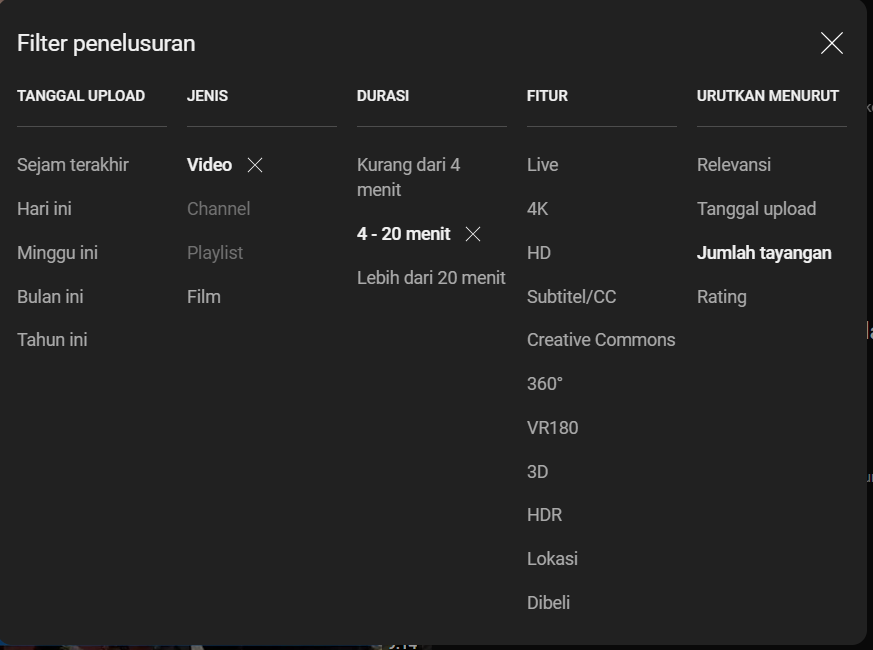 Filter penelusuran
TANGGAL UPLOAD
Sejam terakhir
Hari ini
Minggu ini
Bulan ini
Tahun ini
JENIS
Video
Channel
Playlist
Film
DURASI
Kurang dari 4
menit
4 - 20 menit
Lebih dari 20 menit
FITUR
Live
4K
HD
Subtitel/CC
Creative Commons
360°
VR180
3D
HDR
Lokasi
Dibeli
URUTKAN MENURUT
Relevansi
Tanggal upload
Jumlah tayangan
Rating